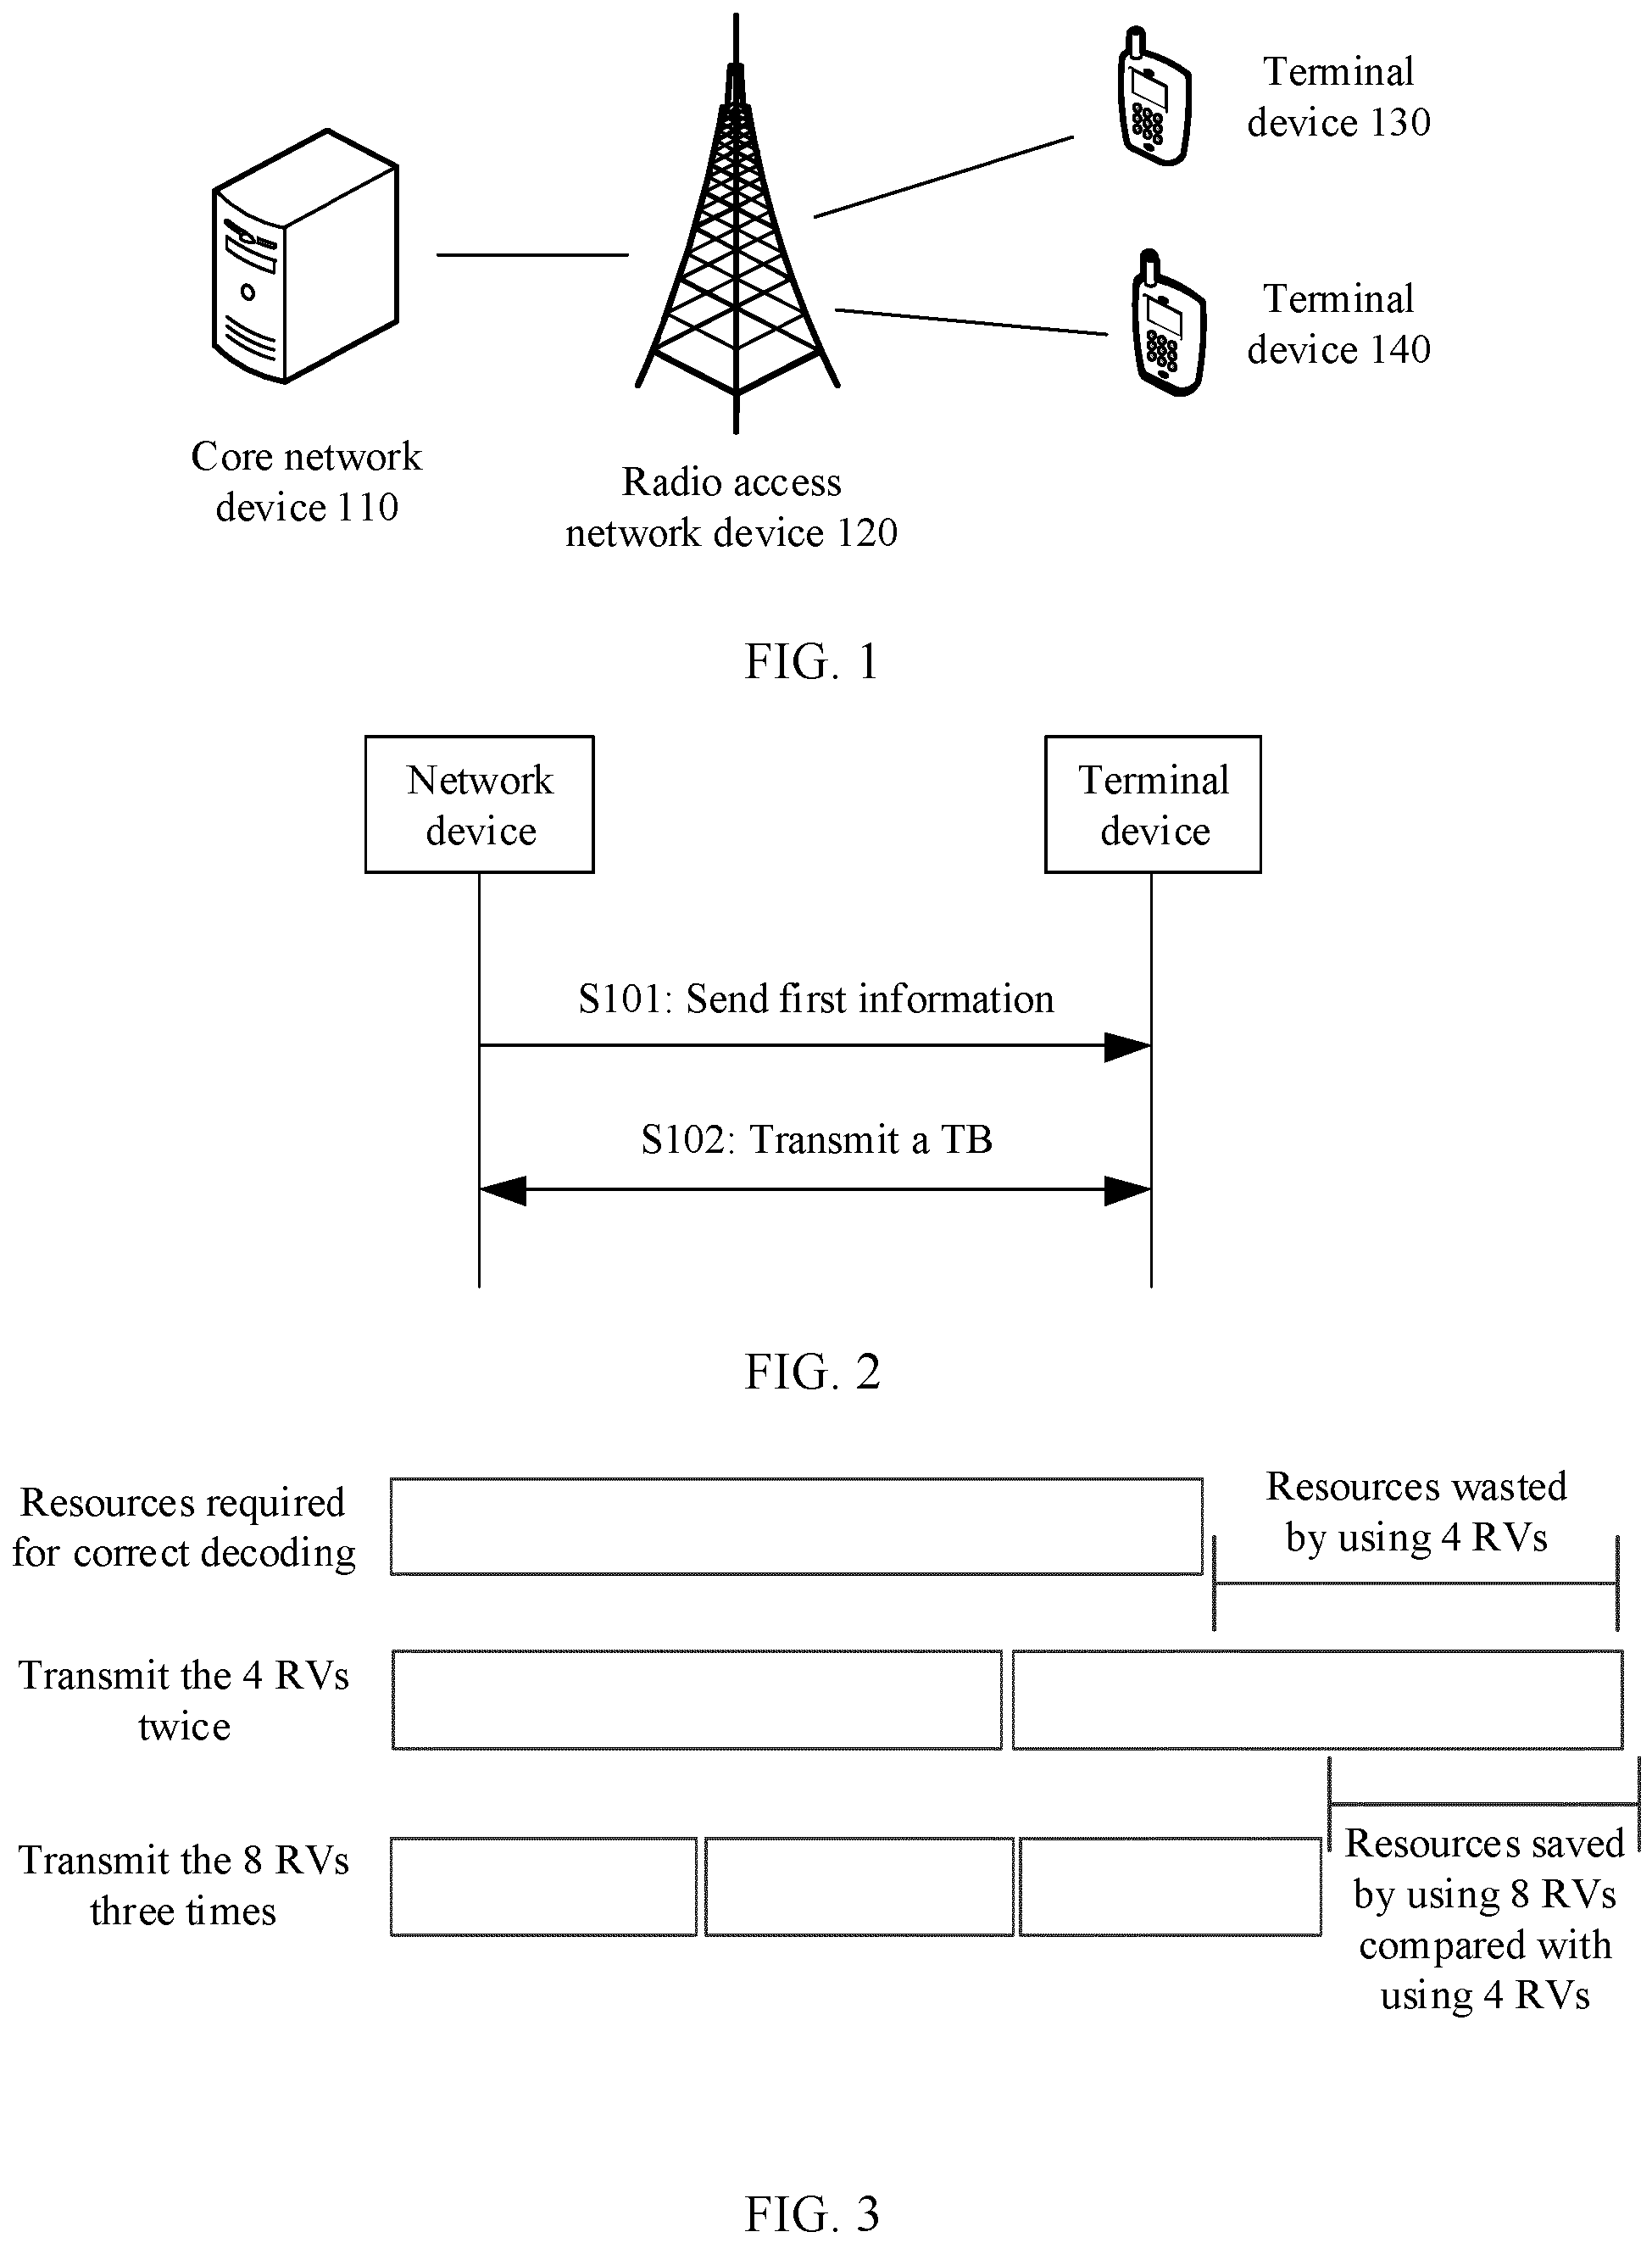 Terminal
device 130
Terminal
device 140
Core network
device 110
Radio access
network device 120
FIG. 1
Network
device
Terminal
device
S101: Send first information
S102: Transmit a TB
FIG. 2
Resources required
for correct decoding
Resources wasted
by using 4 RVs
Transmit the 4 RVs
twice
Transmit the 8 RVs
three times
Resources saved
by using 8 RVs
compared with
using 4 RVs
FIG. 3